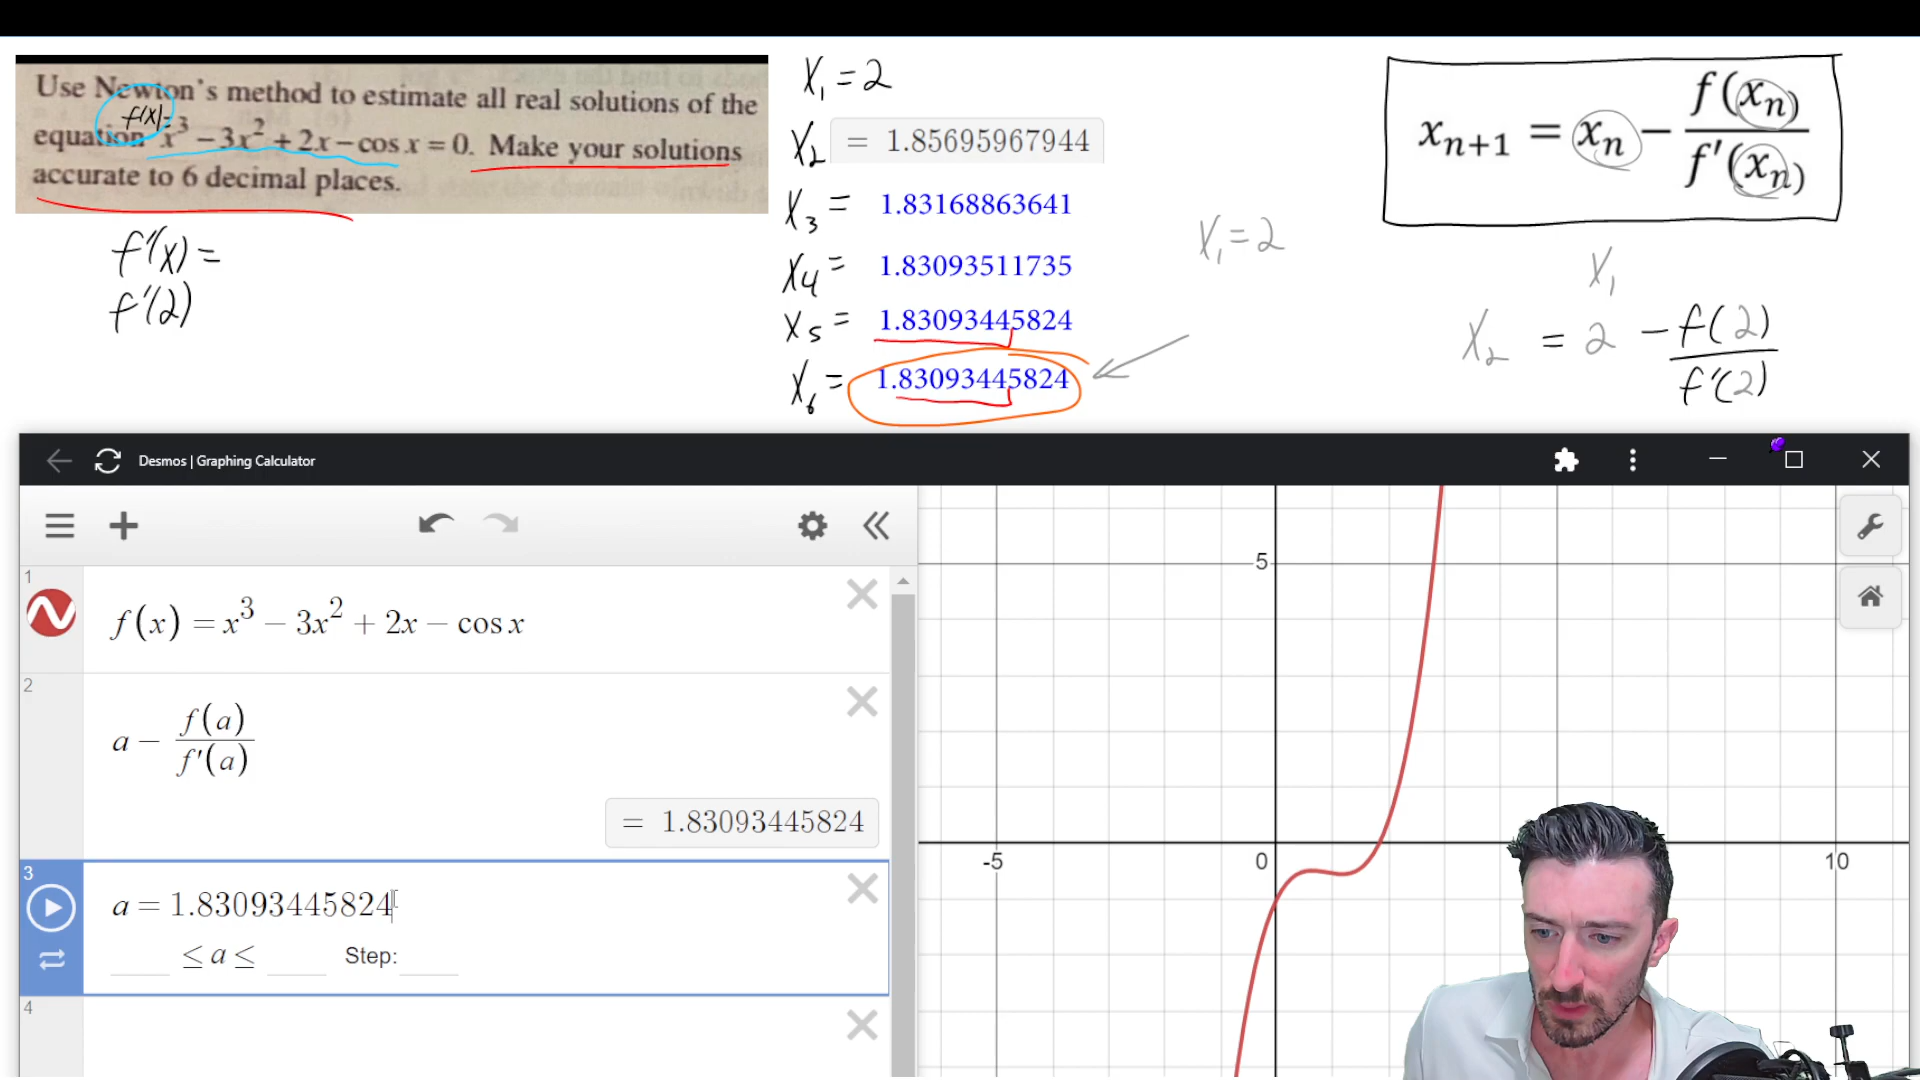 Use Newton's method to estimate all real solutions of the
equation x³ − 3x² + 2x − cos x = 0. Make your solutions
accurate to 6 decimal places.
f(x)=
f'(x) =
f'(2)
x₁ = 2
x₂ = 1.85695967944
x₃ = 1.83168863641
x₄ = 1.83093511735
x₅ = 1.83093445824
x₆ = 1.83093445824
x₁ = 2
xₙ₊₁ = xₙ − f(xₙ) / f'(xₙ)
x₁
x₂ = 2 − f(2) / f'(2)
Desmos | Graphing Calculator
1
f(x) = x³ − 3x² + 2x − cos x
2
a − f(a) / f'(a)
= 1.83093445824
3
a = 1.83093445824
≤ a ≤ Step:
4
5
-5 0 10